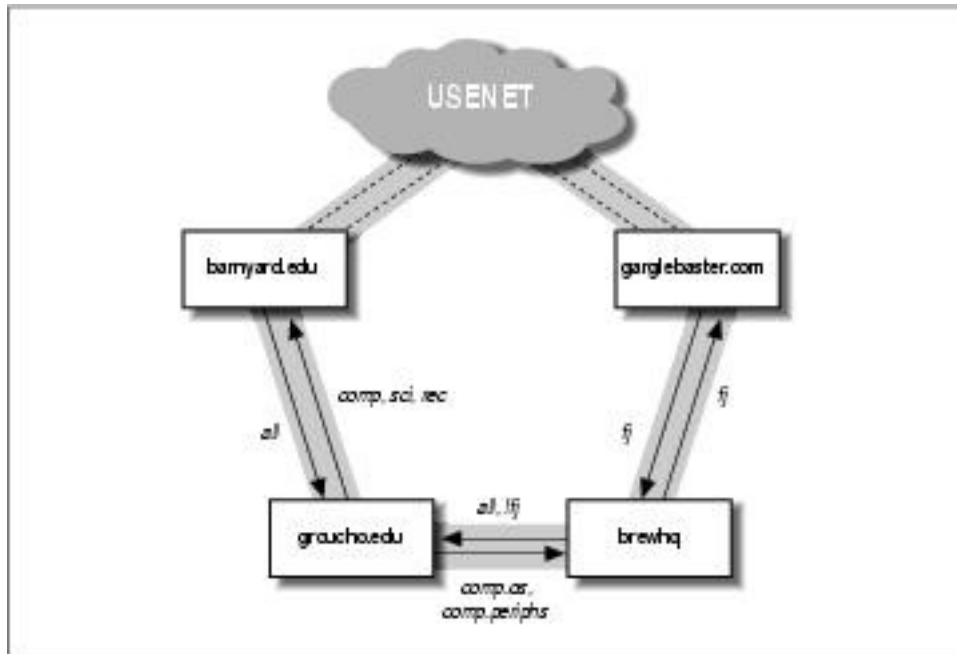 USENET
barnyard.edu
garglebaster.com
comp, sci, rec
all
fj
fj
all, !fj
groucho.edu
brewhq
comp.os,
comp.periphs